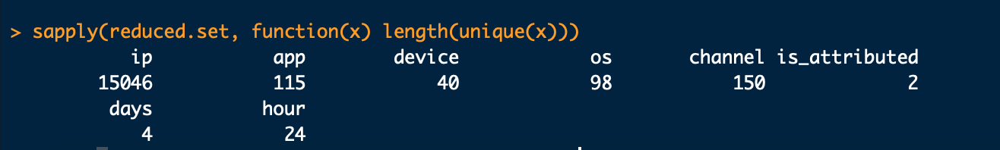 > sapply(reduced.set, function(x) length(unique(x)))
ip app device os channel is_attributed
15046 115 40 98 150 2
days hour
4 24